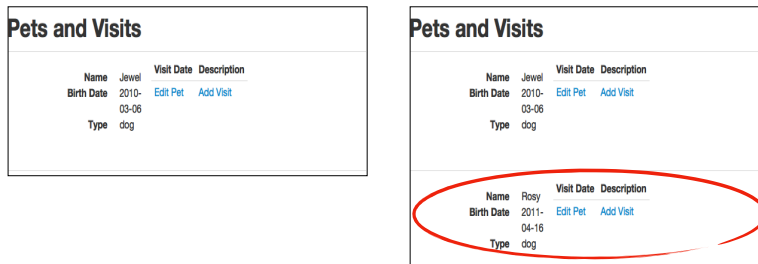 Pets and Visits
Name Jewel Visit Date Description
Birth Date 2010-03-06 Edit Pet Add Visit
Type dog
Pets and Visits
Name Jewel Visit Date Description
Birth Date 2010-03-06 Edit Pet Add Visit
Type dog
Name Rosy Visit Date Description
Birth Date 2011-04-16 Edit Pet Add Visit
Type dog